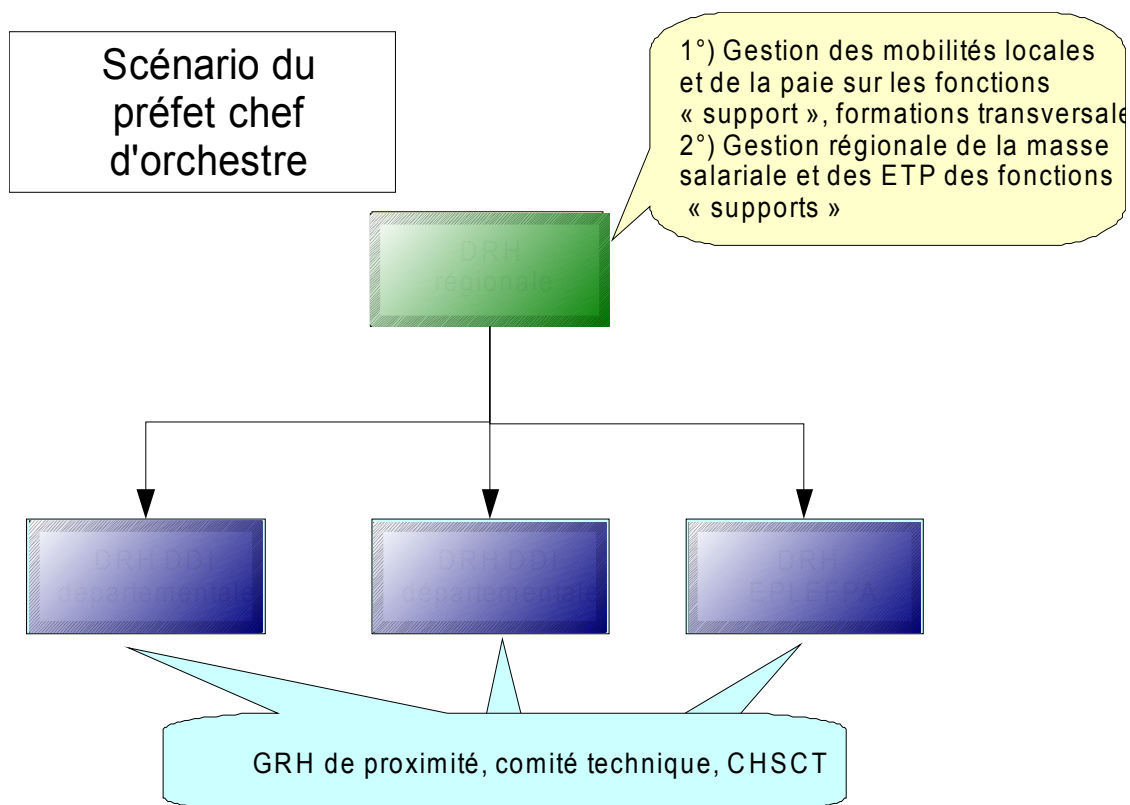 Scénario du
préfet chef
d'orchestre
1°) Gestion des mobilités locales
et de la paie sur les fonctions
« support », formations transversale
2°) Gestion régionale de la masse
salariale et des ETP des fonctions
« supports »
DRH
régionale
DRH DDI
départementale
DRH DDI
départementale
DRH
EPLEFPA
GRH de proximité, comité technique, CHSCT